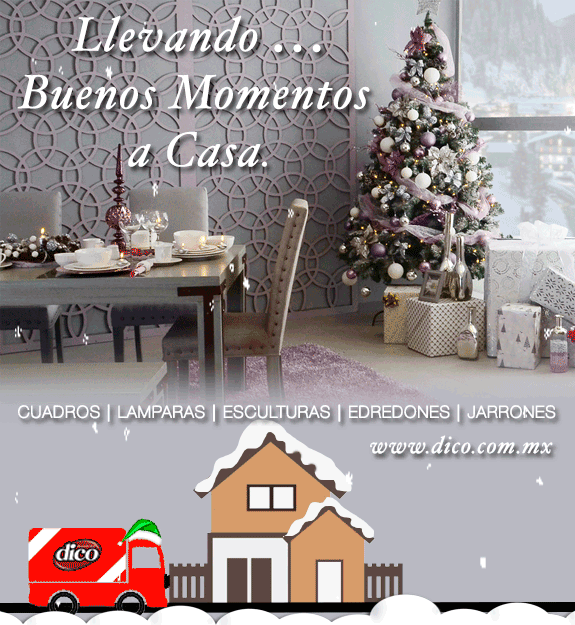 Llevando ...
Buenos Momentos
a Casa.
CUADROS | LAMPARAS | ESCULTURAS | EDREDONES | JARRONES
www.dico.com.mx
dico